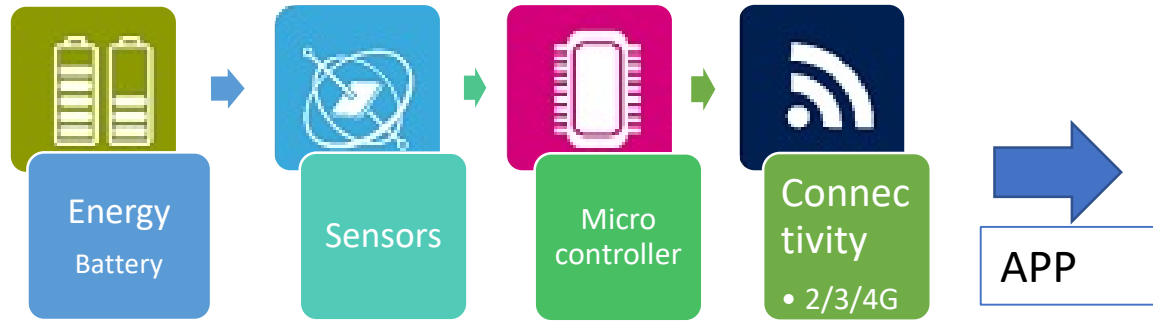 Energy
Battery
Sensors
Micro
controller
Connec
tivity
• 2/3/4G
APP